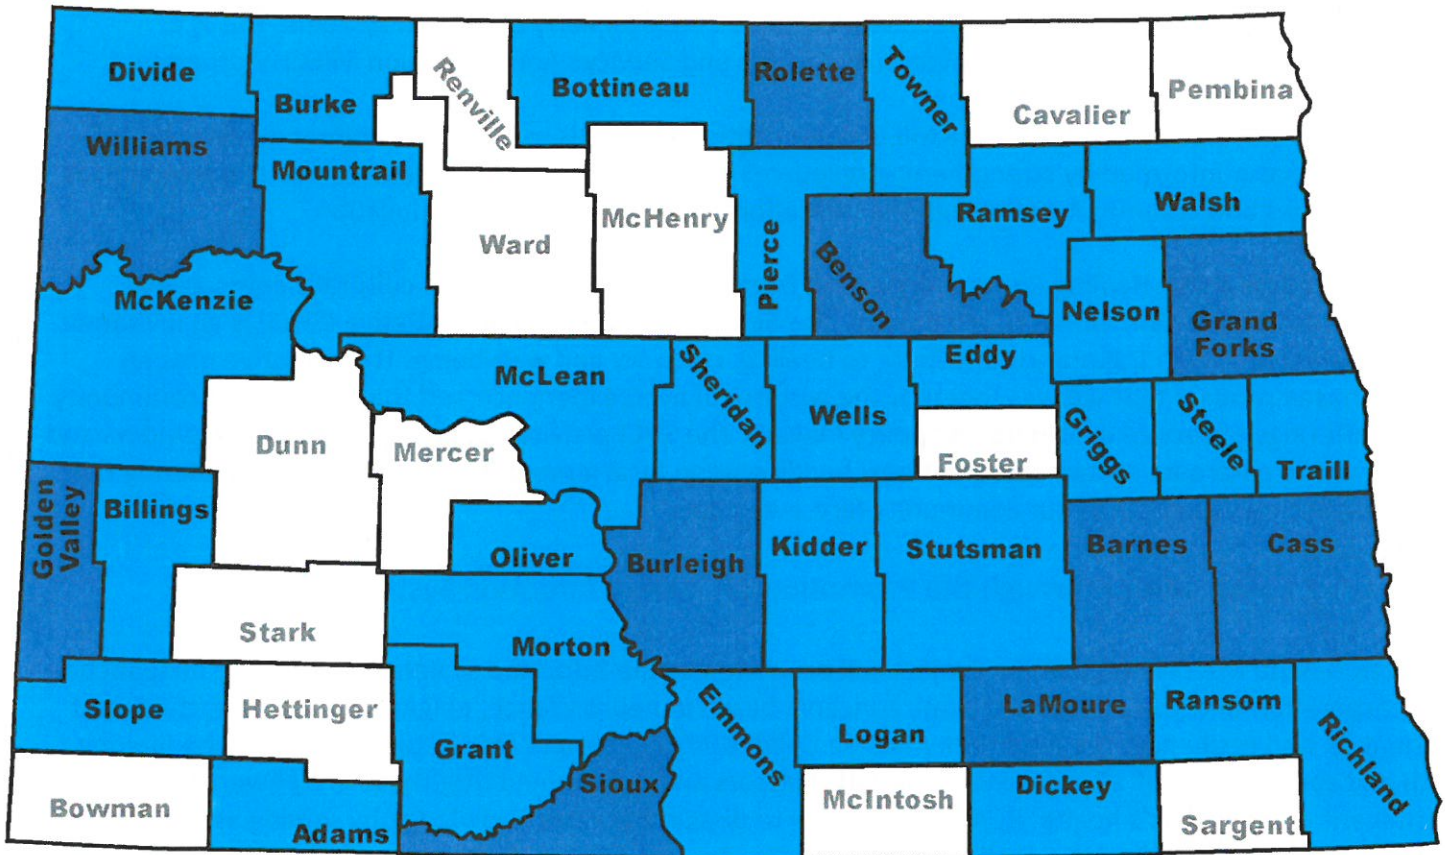 Divide
Burke
Renville
Bottineau
Rolette
Towner
Cavalier
Pembina
Williams
Mountrail
Ward
McHenry
Pierce
Benson
Ramsey
Walsh
McKenzie
Nelson
Grand
Forks
McLean
Sheridan
Wells
Eddy
Dunn
Mercer
Foster
Griggs
Steele
Traill
Golden
Valley
Billings
Oliver
Burleigh
Kidder
Stutsman
Barnes
Cass
Stark
Morton
Slope
Hettinger
Grant
Emmons
Logan
LaMoure
Ransom
Richland
Bowman
Adams
Sioux
McIntosh
Dickey
Sargent